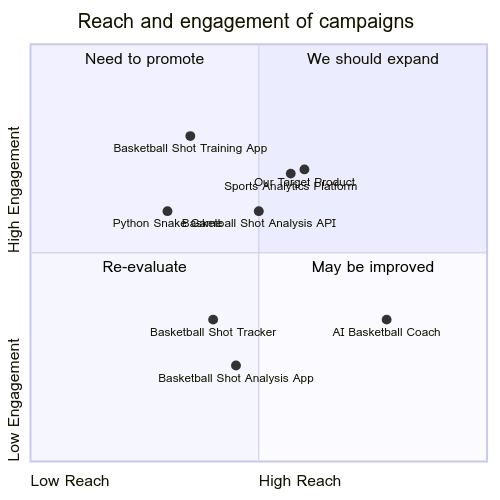 Reach and engagement of campaigns
Need to promote
We should expand
Basketball Shot Training App
Our Target Product
Sports Analytics Platform
Python Snake Game
Basketball Shot Analysis API
Re-evaluate
May be improved
Basketball Shot Tracker
AI Basketball Coach
Basketball Shot Analysis App
High Engagement
Low Engagement
Low Reach
High Reach